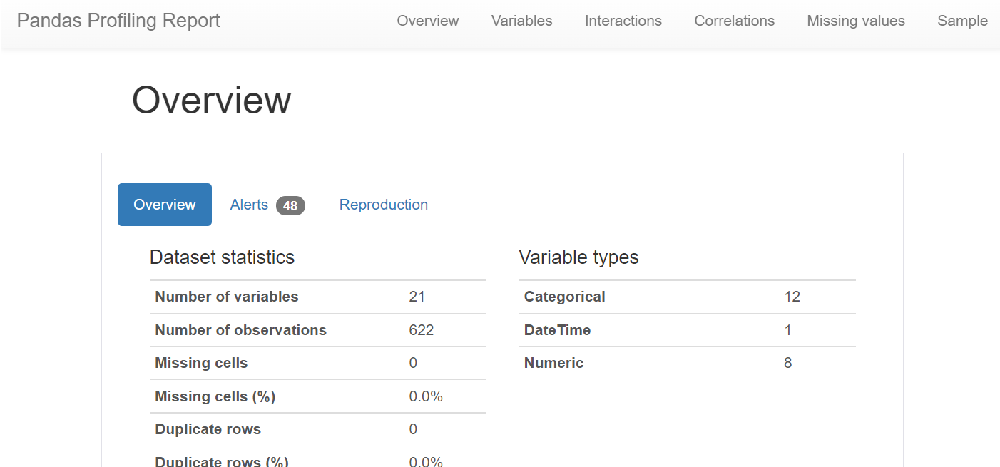 Pandas Profiling Report Overview Variables Interactions Correlations Missing values Sample
Overview
Overview Alerts 48 Reproduction
Dataset statistics
Number of variables 21
Number of observations 622
Missing cells 0
Missing cells (%) 0.0%
Duplicate rows 0
Duplicate rows (%) 0.0%
Variable types
Categorical 12
DateTime 1
Numeric 8